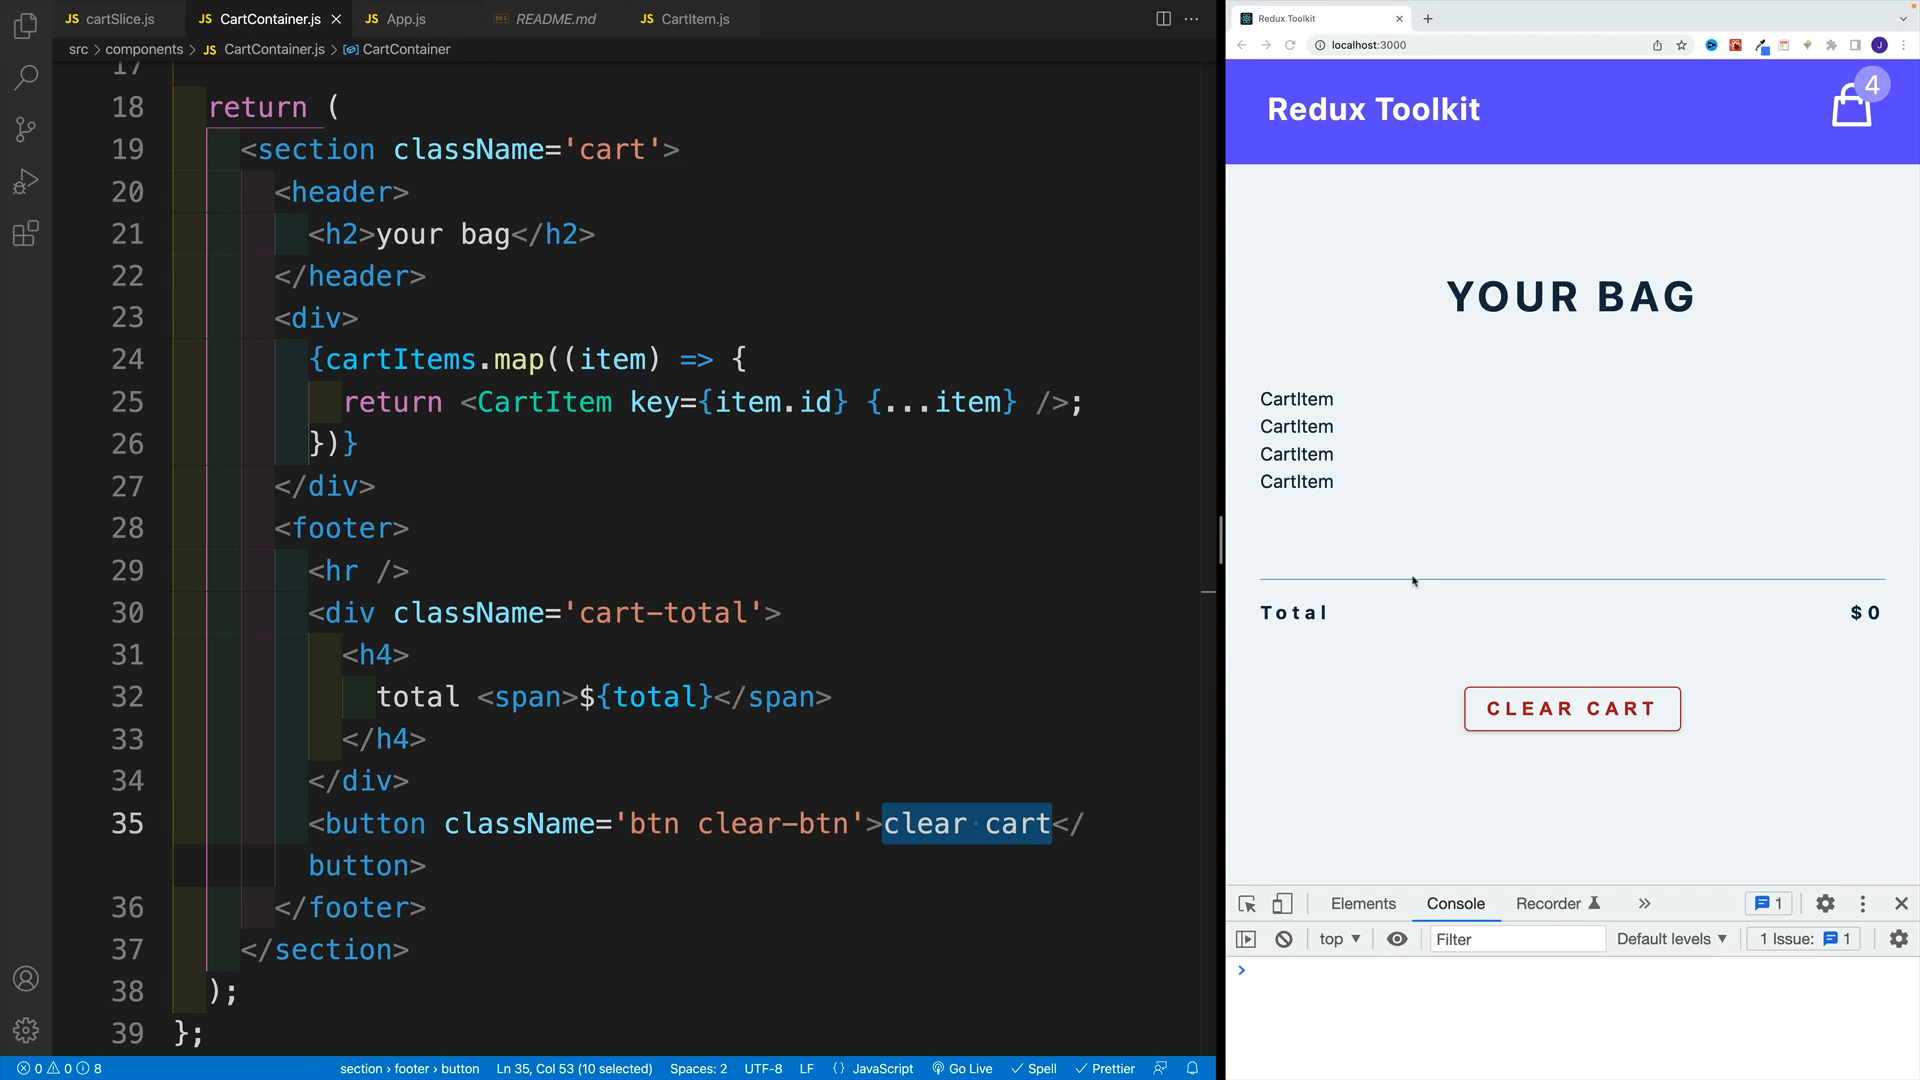 cartSlice.js
CartContainer.js
App.js
README.md
CartItem.js
src > components > JS CartContainer.js > CartContainer
17
18 return (
19 <section className='cart'>
20 <header>
21 <h2>your bag</h2>
22 </header>
23 <div>
24 {cartItems.map((item) => {
25 return <CartItem key={item.id} {...item} />;
26 })}
27 </div>
28 <footer>
29 <hr />
30 <div className='cart-total'>
31 <h4>
32 total <span>${total}</span>
33 </h4>
34 </div>
35 <button className='btn clear-btn'>clear cart</
button>
36 </footer>
37 </section>
38 );
39 };
0 0 8 section > footer > button Ln 35, Col 53 (10 selected) Spaces: 2 UTF-8 LF {} JavaScript Go Live Spell Prettier
Redux Toolkit
localhost:3000
J
Redux Toolkit
4
YOUR BAG
CartItem
CartItem
CartItem
CartItem
Total $0
CLEAR CART
Elements Console Recorder 1
top Filter Default levels 1 Issue: 1